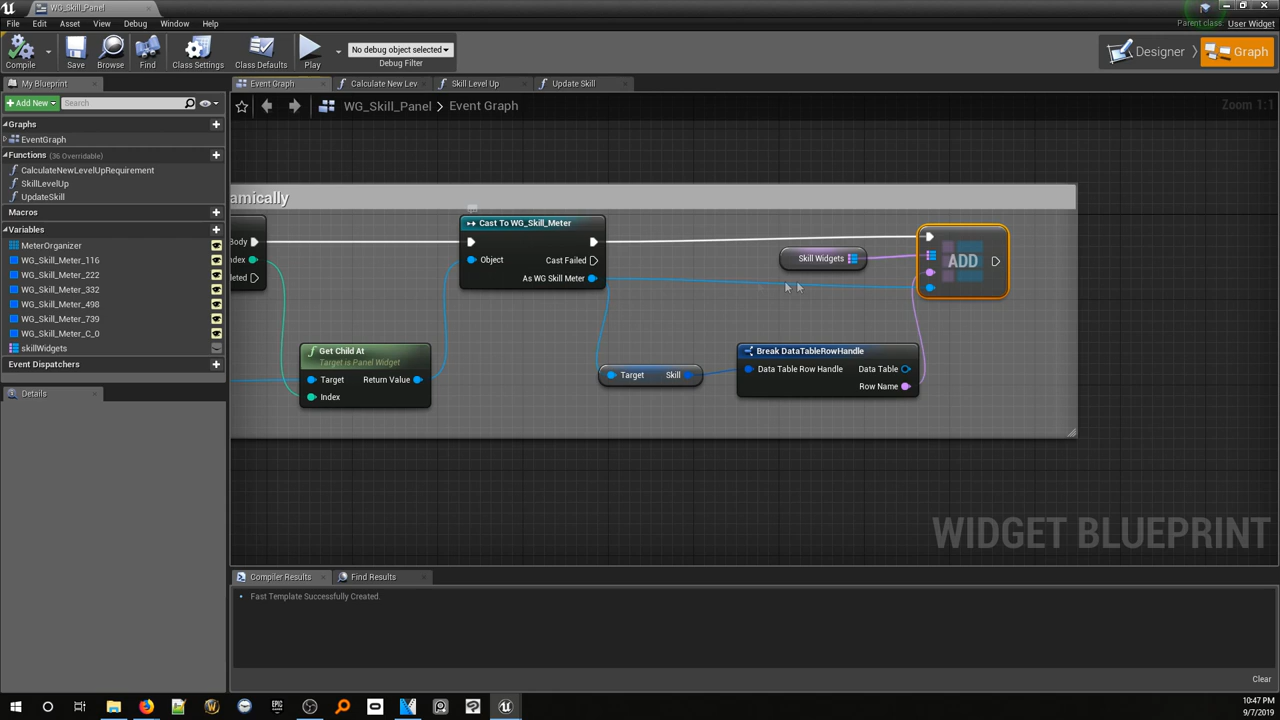 WG_Skill_Panel
File Edit Asset View Debug Window Help
Parent class: User Widget
Compile Save Browse Find Class Settings Class Defaults Play
No debug object selected
Debug Filter
Designer Graph
My Blueprint
Event Graph Calculate New Lev Skill Level Up Update Skill
Add New Search
WG_Skill_Panel > Event Graph
Zoom 1:1
Graphs
EventGraph
Functions (36 Overridable)
CalculateNewLevelUpRequirement
SkillLevelUp
UpdateSkill
Macros
Variables
MeterOrganizer
WG_Skill_Meter_116
WG_Skill_Meter_222
WG_Skill_Meter_332
WG_Skill_Meter_498
WG_Skill_Meter_739
WG_Skill_Meter_C_0
skillWidgets
Event Dispatchers
Details
amically
Body
Index
leted
Cast To WG_Skill_Meter
Object
Cast Failed
As WG Skill Meter
Skill Widgets
ADD
Get Child At
Target is Panel Widget
Target Return Value
Index
Target Skill
Break DataTableRowHandle
Data Table Row Handle Data Table
Row Name
WIDGET BLUEPRINT
Compiler Results Find Results
Fast Template Successfully Created.
Clear
EPIC
10:47 PM
9/7/2019